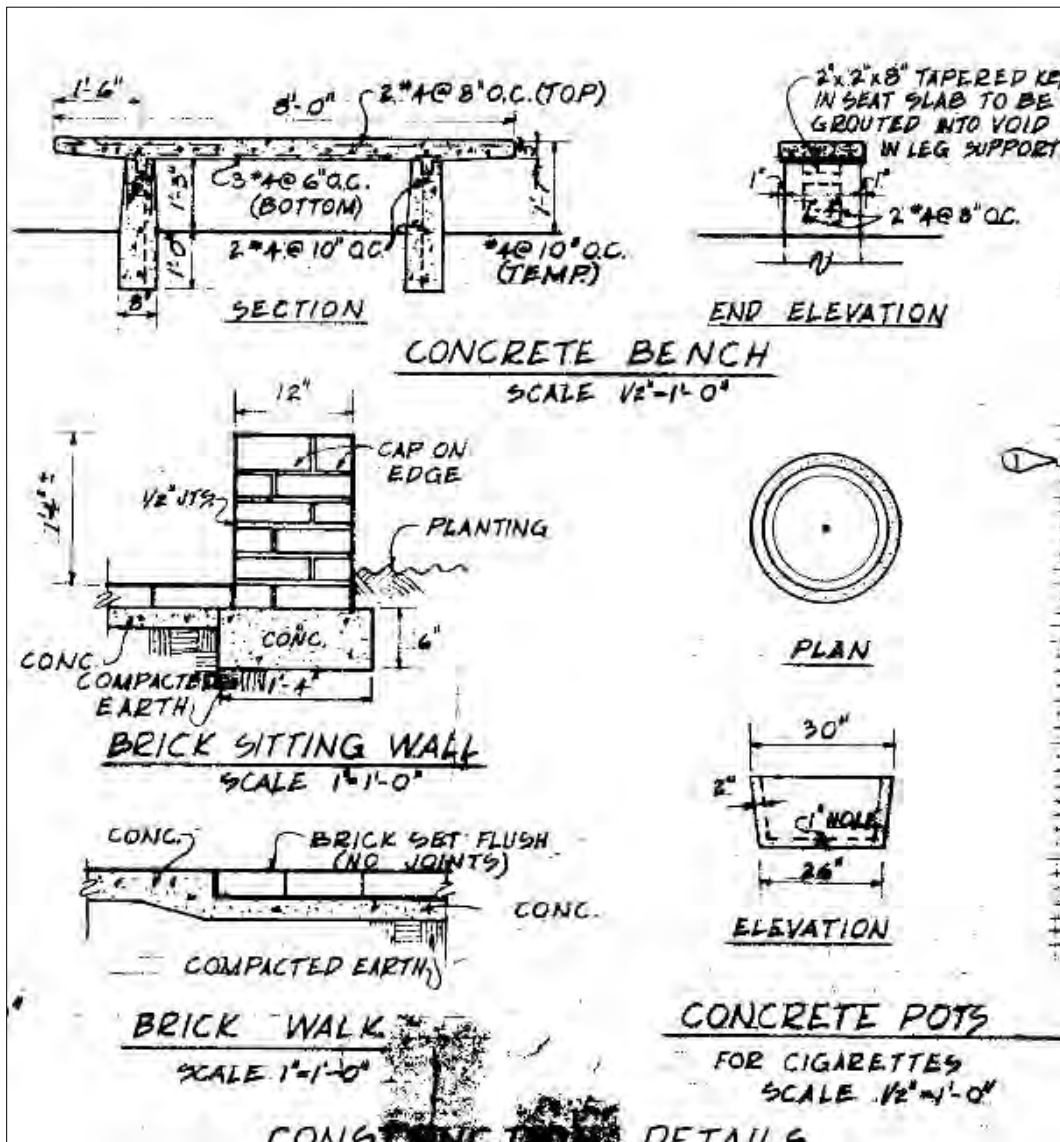 1'-6"
8'-0"
2 #4@ 8" O.C. (TOP)
3 #4@ 6" O.C.
(BOTTOM)
1'-3"
1'-0"
2 #4 @ 10" O.C.
#4@ 10" O.C.
(TEMP.)
8"
SECTION
2"x 2"x 8" TAPERED
IN SEAT SLAB TO BE
GROUTED INTO VOID
IN LEG SUPPORT
1"
1"
2 #4@ 8" O.C.
END ELEVATION
CONCRETE BENCH
SCALE 1/2"=1'-0"
12"
CAP ON
EDGE
1'4" ±
1/2" JTS.
PLANTING
CONC.
6"
CONC.
COMPACTED
EARTH
1'-4"
BRICK SITTING WALL
SCALE 1"=1'-0"
PLAN
30"
2"
1" HOLE
26"
ELEVATION
CONC.
BRICK SET FLUSH
(NO JOINTS)
CONC.
COMPACTED EARTH
BRICK WALK
SCALE 1"=1'-0"
CONCRETE POTS
FOR CIGARETTES
SCALE 1/2"=1'-0"
CONSTRUCTION DETAILS